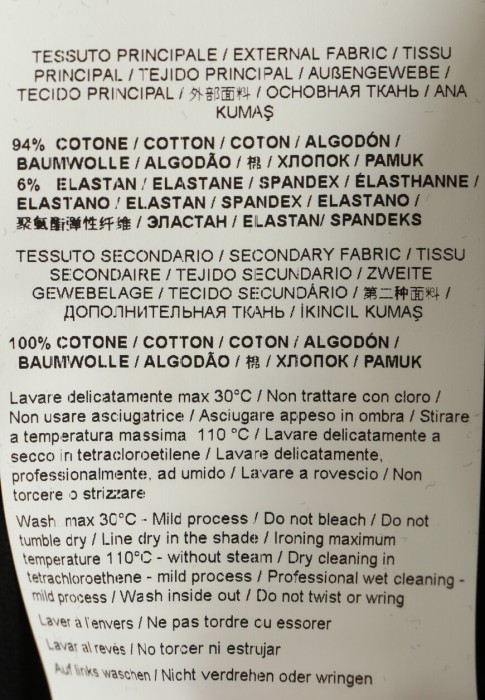 TESSUTO PRINCIPALE / EXTERNAL FABRIC / TISSU
PRINCIPAL / TEJIDO PRINCIPAL / AUßENGEWEBE /
TECIDO PRINCIPAL / 外部面料 / ОСНОВНАЯ ТКАНЬ / ANA
KUMAŞ
94% COTONE / COTTON / COTON / ALGODÓN /
BAUMWOLLE / ALGODÃO / 棉 / ХЛОПОК / PAMUK
6% ELASTAN / ELASTANE / SPANDEX / ÉLASTHANNE /
ELASTANO / ELASTAN / SPANDEX / ELASTANO /
聚氨酯弹性纤维 / ЭЛАСТАН / ELASTAN/ SPANDEKS
TESSUTO SECONDARIO / SECONDARY FABRIC / TISSU
SECONDAIRE / TEJIDO SECUNDARIO / ZWEITE
GEWEBELAGE / TECIDO SECUNDÁRIO / 第二种面料 /
ДОПОЛНИТЕЛЬНАЯ ТКАНЬ / İKINCIL KUMAŞ
100% COTONE / COTTON / COTON / ALGODÓN /
BAUMWOLLE / ALGODÃO / 棉 / ХЛОПОК / PAMUK
Lavare delicatamente max 30°C / Non trattare con cloro /
Non usare asciugatrice / Asciugare appeso in ombra / Stirare
a temperatura massima 110 °C / Lavare delicatamente a
secco in tetracloroetilene / Lavare delicatamente,
professionalmente, ad umido / Lavare a rovescio / Non
torcere o strizzare
Wash max 30°C - Mild process / Do not bleach / Do not
tumble dry / Line dry in the shade / Ironing maximum
temperature 110°C - without steam / Dry cleaning in
tetrachloroethene - mild process / Professional wet cleaning -
mild process / Wash inside out / Do not twist or wring
Laver à l'envers / Ne pas tordre cu essorer
Lavar al revés / No torcer ni estrujar
Auf links waschen / Nicht verdrehen oder wringen